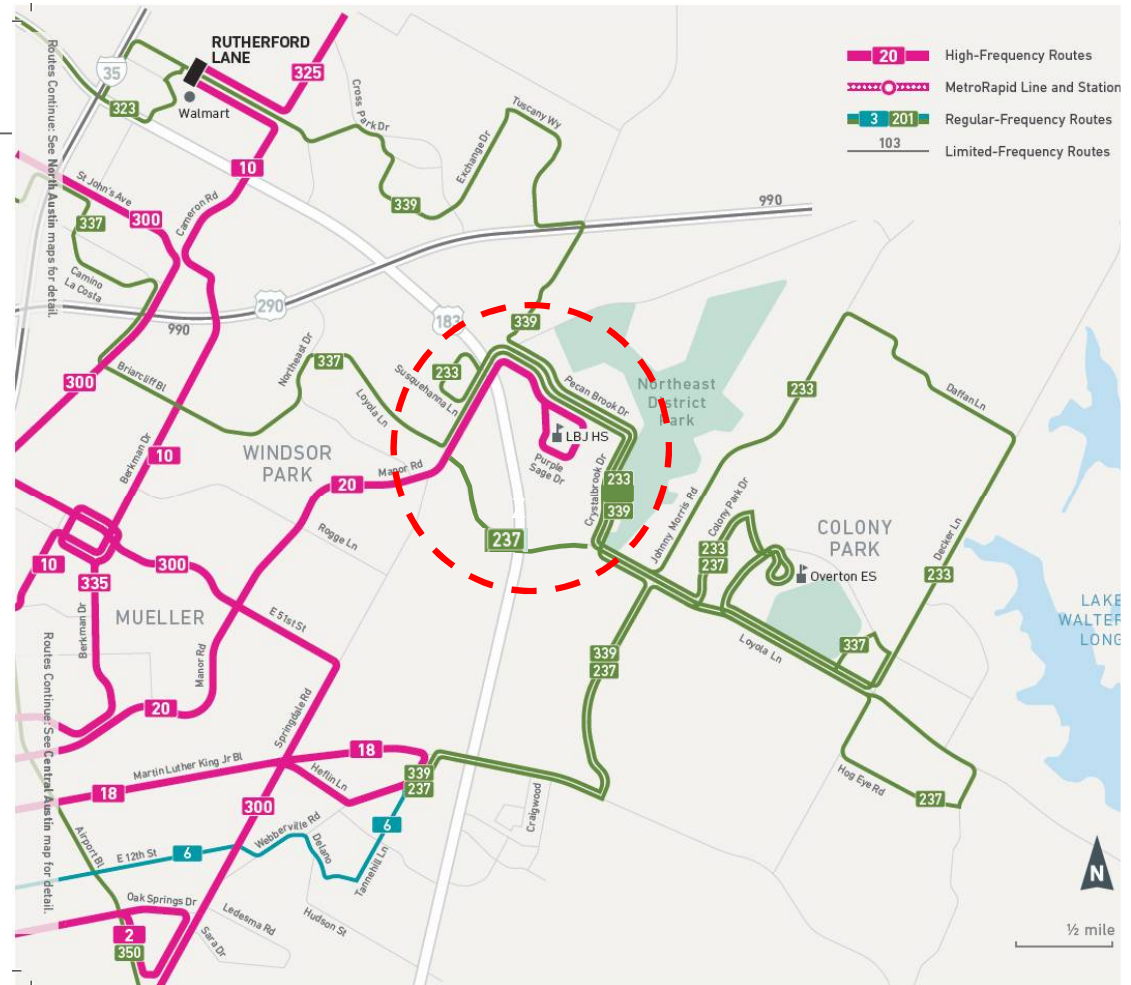 RUTHERFORD
LANE
Walmart
35
323
325
10
Cross Park Dr
Tuscany Wy
Exchange Dr
339
20
High-Frequency Routes
MetroRapid Line and Station
3 201
Regular-Frequency Routes
103
Limited-Frequency Routes
Routes Continue: See North Austin maps for detail.
St John's Ave
300
337
Cameron Rd
Camino
La Costa
990
290
990
183
339
300
Briarcliff Bl
Northeast Dr
337
Loyola Ln
Susquehanna Ln
233
Pecan Brook Dr
Northeast
District
Park
LBJ HS
Purple
Sage Dr
Crystalbrook Dr
233
339
233
Daffan Ln
Berkman Dr
10
WINDSOR
PARK
20
Manor Rd
Rogge Ln
237
Johnny Morris Rd
Colony Park Dr
233
237
COLONY
PARK
Overton ES
Decker Ln
233
LAKE
WALTER
LONG
10
335
300
MUELLER
Berkman Dr
E 51st St
Manor Rd
20
Routes Continue: See Central Austin map for detail.
339
237
Loyola Ln
337
Hog Eye Rd
237
Springdale Rd
Martin Luther King Jr Bl
18
18
Heflin Ln
339
237
300
Webberville Rd
6
Delano
Tannehill Ln
Craigwood
Airport Bl
E 12th St
6
Oak Springs Dr
Ledesma Rd
Hudson St
Sara Dr
2
350
N
½ mile